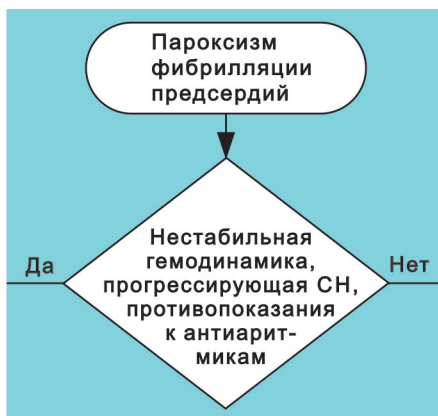 Пароксизм
фибрилляции
предсердий
Нестабильная
гемодинамика,
прогрессирующая СН,
противопоказания
к антиарит-
микам
Да
Нет